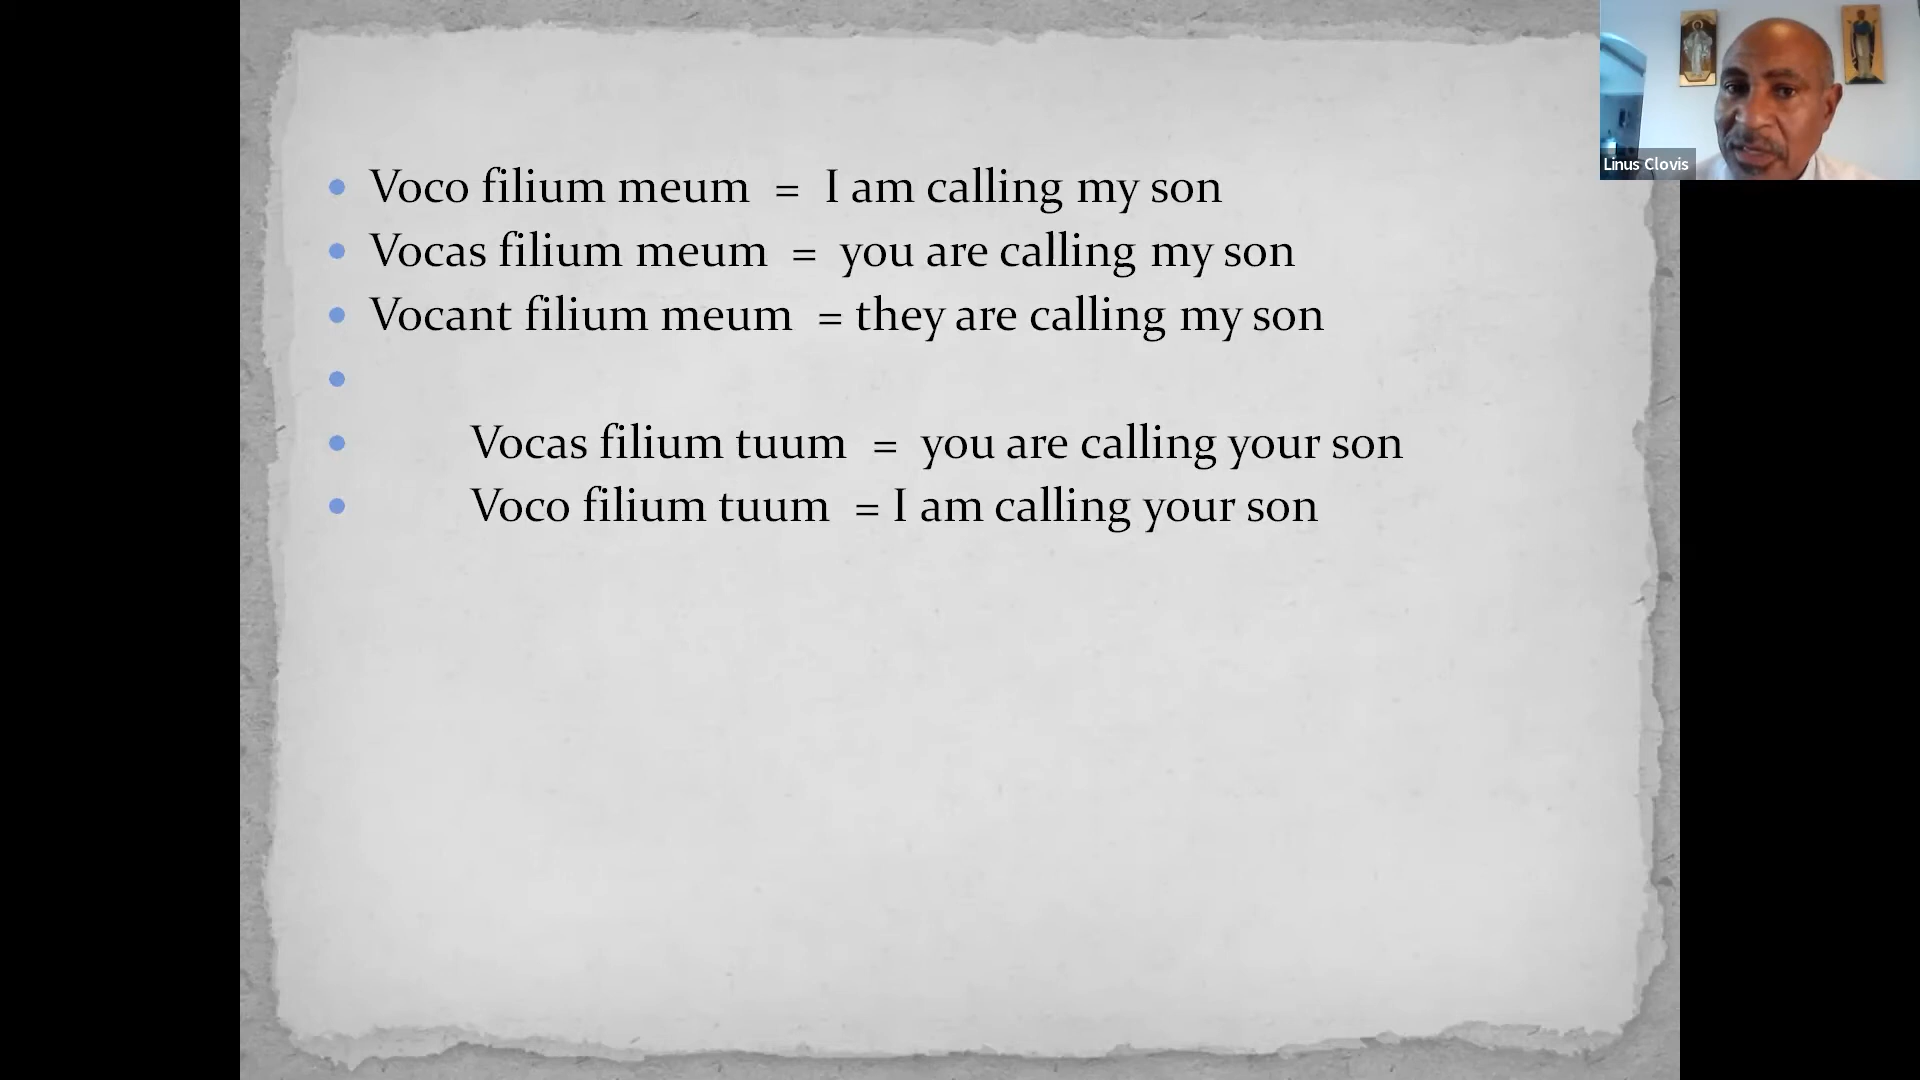 Voco filium meum = I am calling my son
Vocas filium meum = you are calling my son
Vocant filium meum = they are calling my son
Vocas filium tuum = you are calling your son
Voco filium tuum = I am calling your son
Linus Clovis